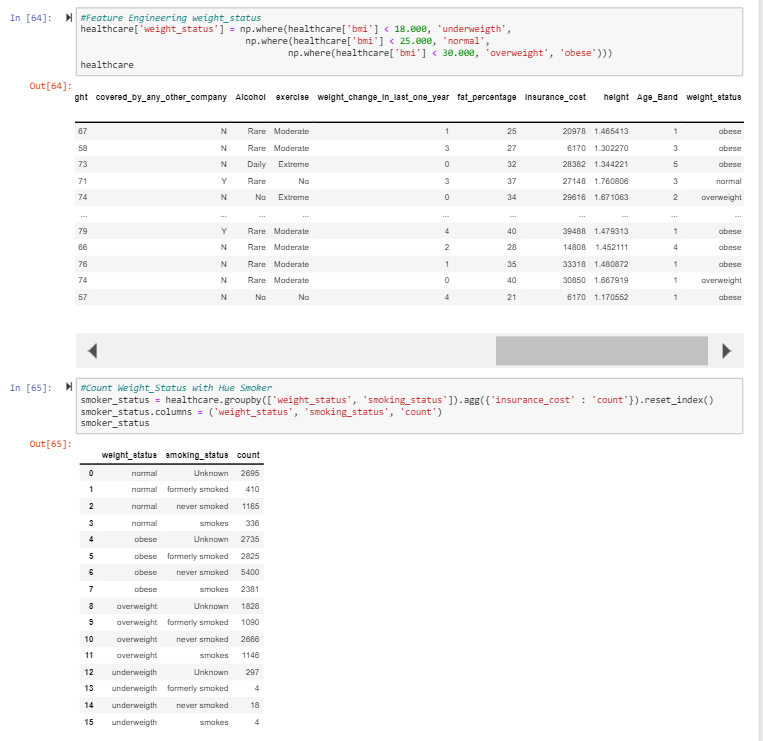 In [64]: #Feature Engineering weight_status
healthcare['weight_status'] = np.where(healthcare['bmi'] < 18.000, 'underweigth',
np.where(healthcare['bmi'] < 25.000, 'normal',
np.where(healthcare['bmi'] < 30.000, 'overweight', 'obese')))
healthcare
Out[64]:
ght covered_by_any_other_company Alcohol exercise weight_change_in_last_one_year fat_percentage insurance_cost height Age_Band weight_status
67 N Rare Moderate 1 25 20978 1.465413 1 obese
58 N Rare Moderate 3 27 6170 1.302270 3 obese
73 N Daily Extreme 0 32 28382 1.344221 5 obese
71 Y Rare No 3 37 27148 1.760806 3 normal
74 N No Extreme 0 34 29616 1.671063 2 overweight
... ... ... ... ... ... ... ... ... ...
79 Y Rare Moderate 4 40 39488 1.479313 1 obese
66 N Rare Moderate 2 28 14808 1.452111 4 obese
76 N Rare Moderate 1 35 33318 1.480872 1 obese
74 N Rare Moderate 0 40 30850 1.667919 1 overweight
57 N No No 4 21 6170 1.170552 1 obese
In [65]: #Count Weight_Status with Hue Smoker
smoker_status = healthcare.groupby(['weight_status', 'smoking_status']).agg({'insurance_cost' : 'count'}).reset_index()
smoker_status.columns = ('weight_status', 'smoking_status', 'count')
smoker_status
Out[65]:
weight_status smoking_status count
0 normal Unknown 2695
1 normal formerly smoked 410
2 normal never smoked 1165
3 normal smokes 336
4 obese Unknown 2735
5 obese formerly smoked 2825
6 obese never smoked 5400
7 obese smokes 2381
8 overweight Unknown 1828
9 overweight formerly smoked 1090
10 overweight never smoked 2666
11 overweight smokes 1146
12 underweigth Unknown 297
13 underweigth formerly smoked 4
14 underweigth never smoked 18
15 underweigth smokes 4